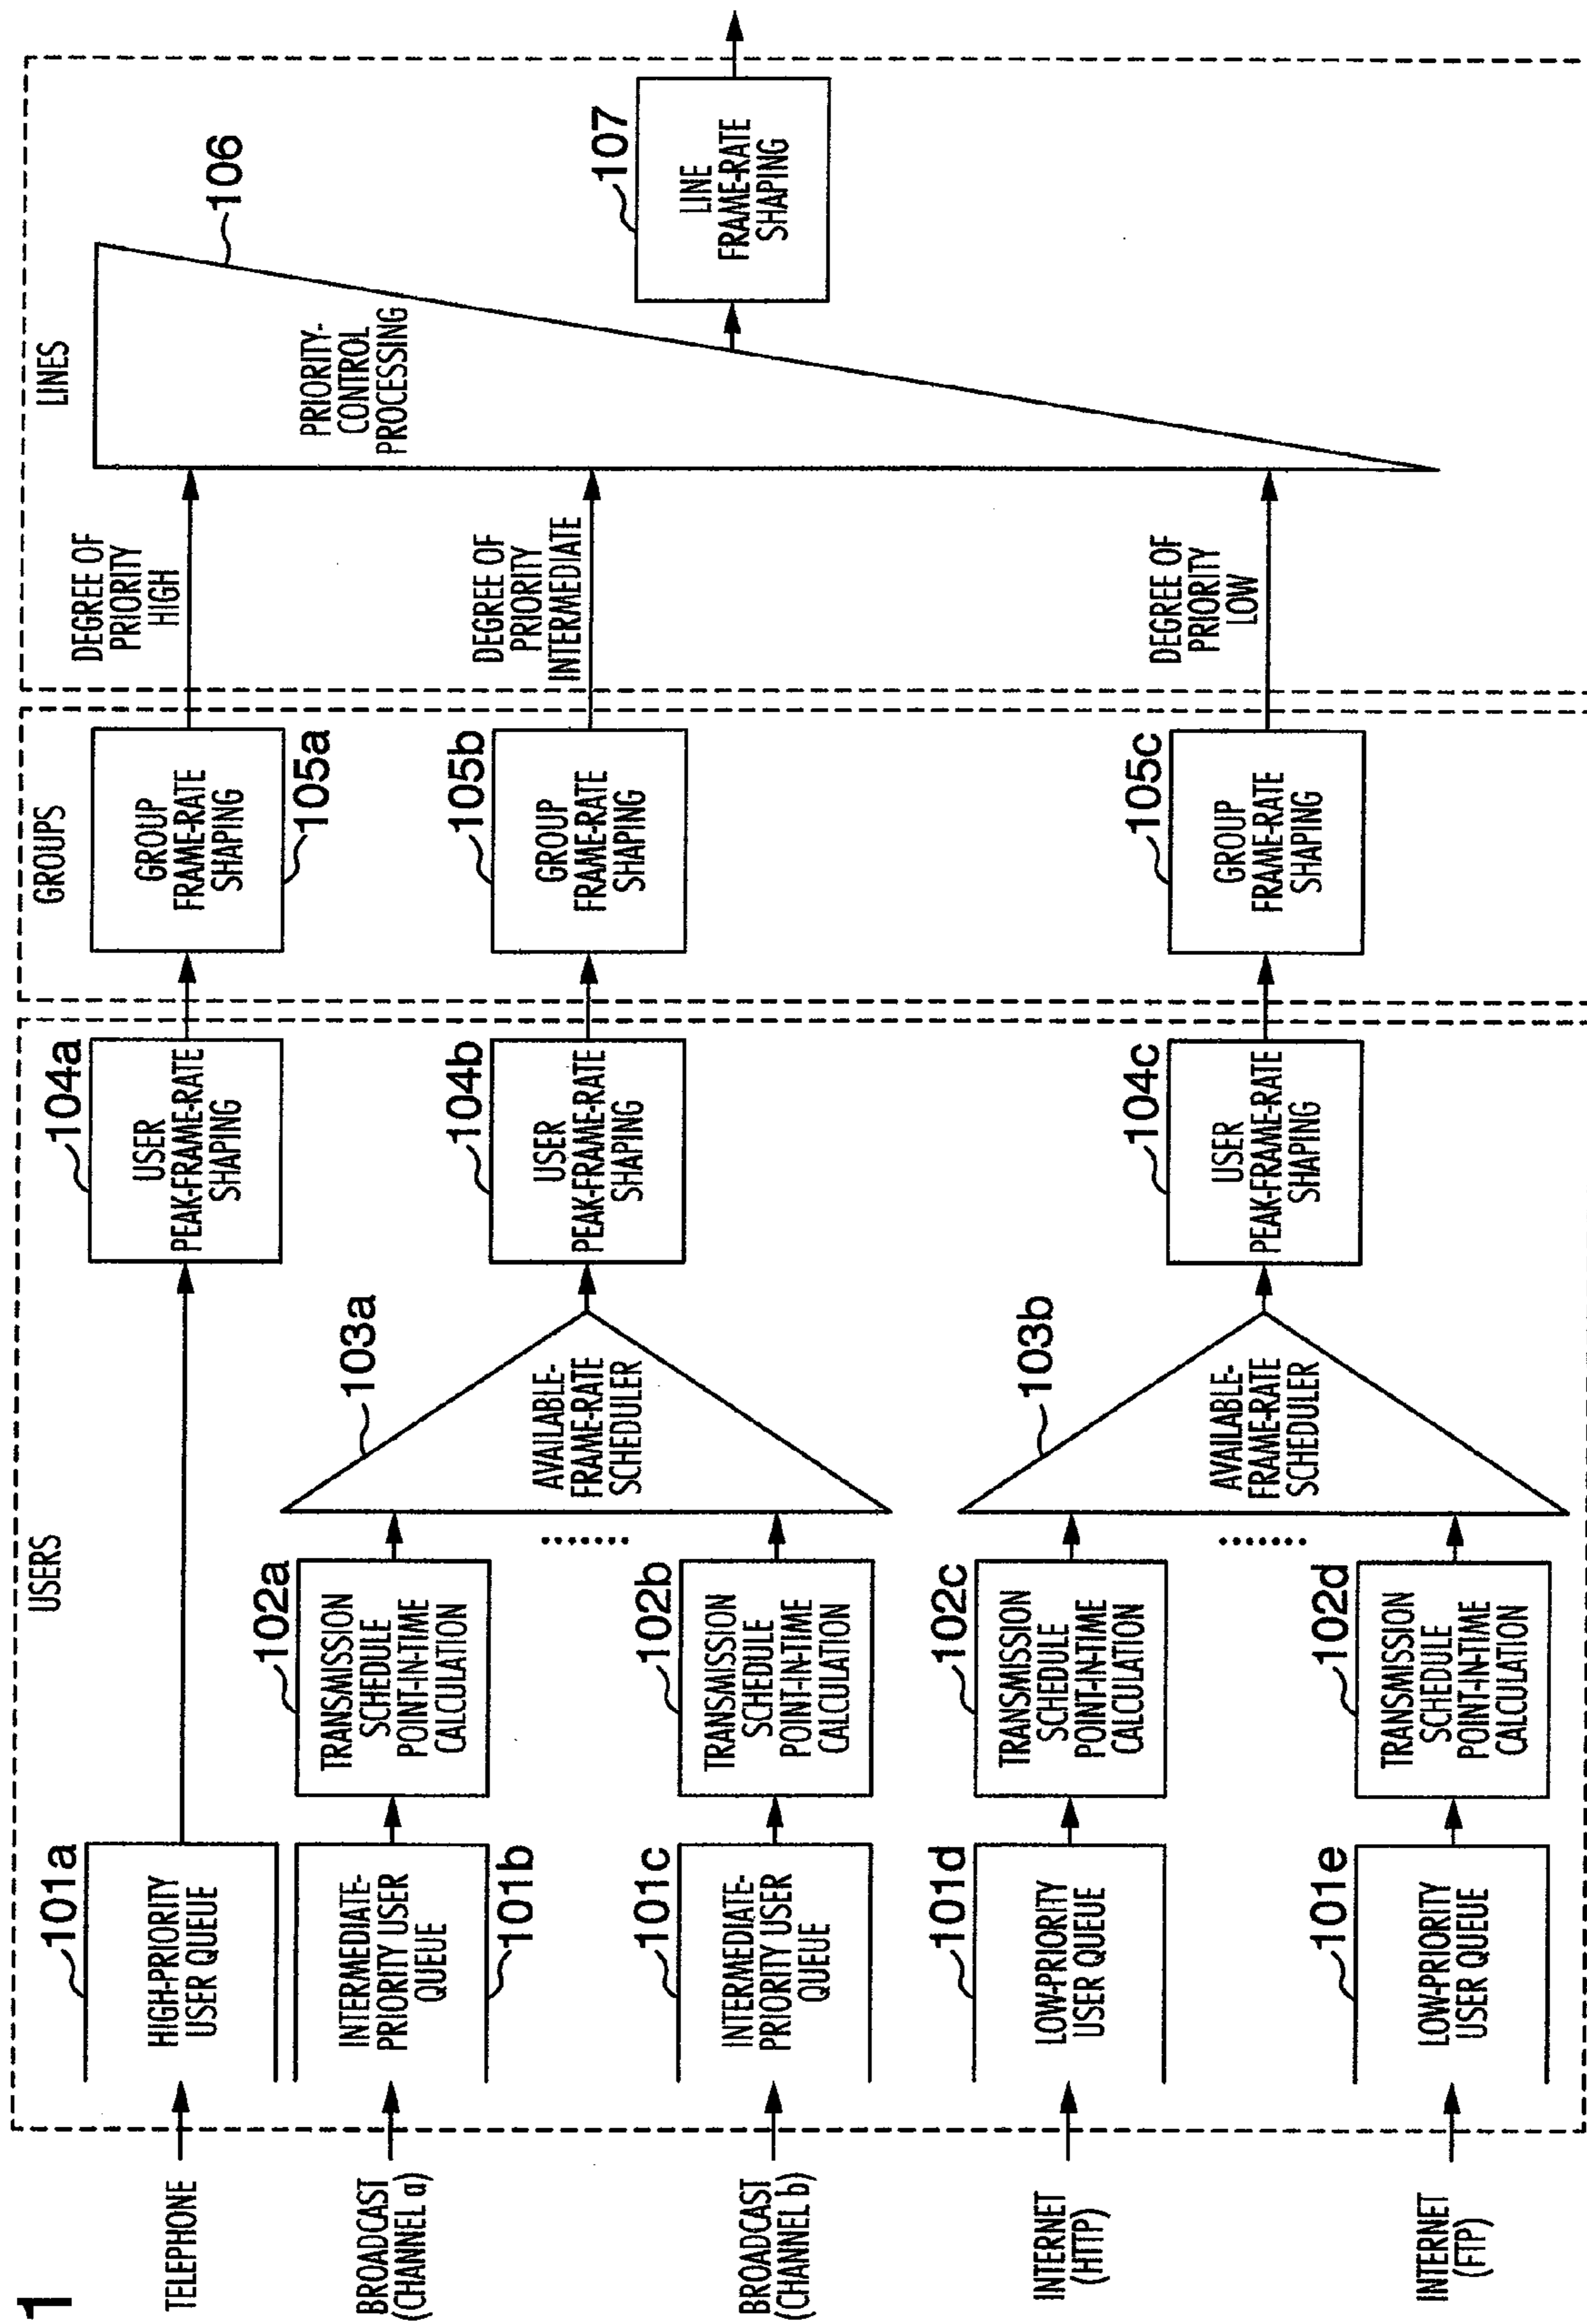 1
USERS
GROUPS
LINES
TELEPHONE
101a
HIGH-PRIORITY
USER QUEUE
104a
USER
PEAK-FRAME-RATE
SHAPING
GROUP
FRAME-RATE
SHAPING
105a
DEGREE OF
PRIORITY
HIGH
BROADCAST
(CHANNEL a)
INTERMEDIATE-
PRIORITY USER
QUEUE
101b
102a
TRANSMISSION
SCHEDULE
POINT-IN-TIME
CALCULATION
103a
AVAILABLE-
FRAME-RATE
SCHEDULER
104b
USER
PEAK-FRAME-RATE
SHAPING
105b
GROUP
FRAME-RATE
SHAPING
DEGREE OF
PRIORITY
INTERMEDIATE
PRIORITY-
CONTROL
PROCESSING
106
107
LINE
FRAME-RATE
SHAPING
BROADCAST
(CHANNEL b)
101c
INTERMEDIATE-
PRIORITY USER
QUEUE
102b
TRANSMISSION
SCHEDULE
POINT-IN-TIME
CALCULATION
INTERNET
(HTTP)
101d
LOW-PRIORITY
USER QUEUE
102c
TRANSMISSION
SCHEDULE
POINT-IN-TIME
CALCULATION
103b
AVAILABLE-
FRAME-RATE
SCHEDULER
104c
USER
PEAK-FRAME-RATE
SHAPING
105c
GROUP
FRAME-RATE
SHAPING
DEGREE OF
PRIORITY
LOW
INTERNET
(FTP)
101e
LOW-PRIORITY
USER QUEUE
102d
TRANSMISSION
SCHEDULE
POINT-IN-TIME
CALCULATION